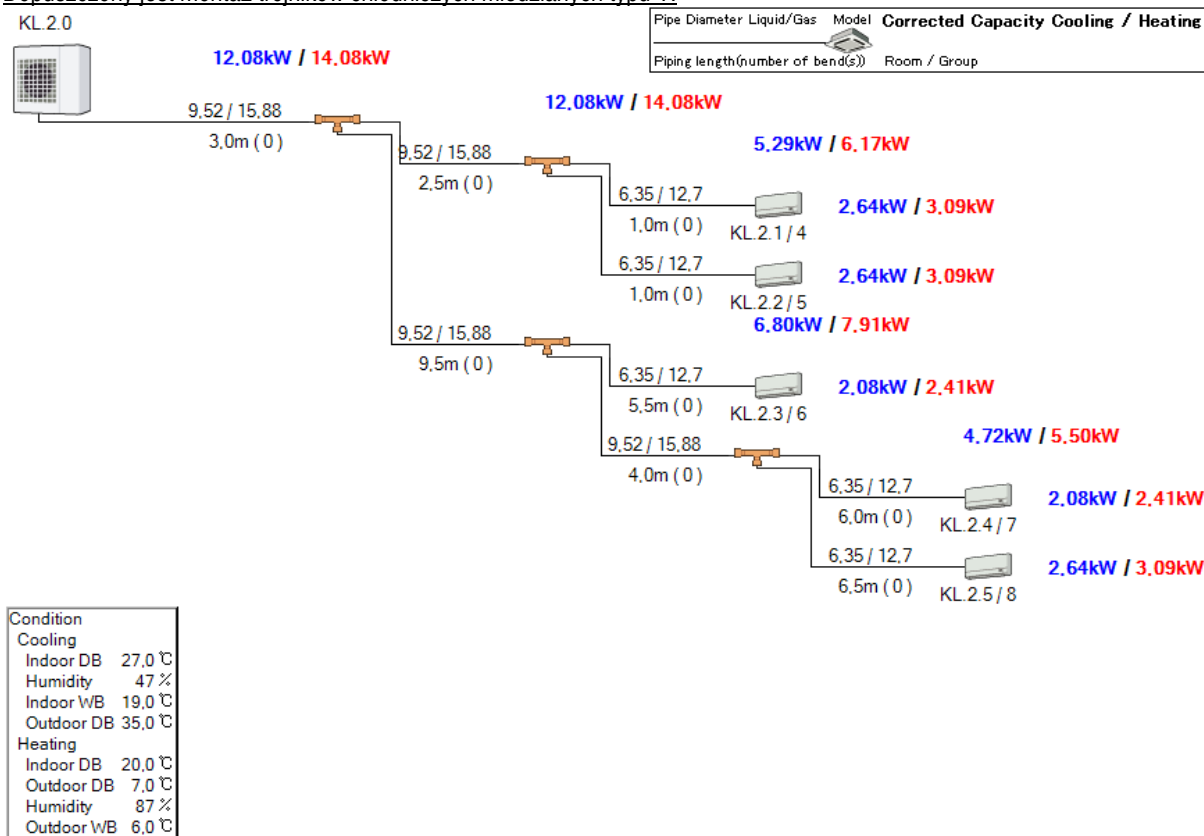 KL.2.0
Pipe Diameter Liquid/Gas Model Corrected Capacity Cooling / Heating
Piping length(number of bend(s)) Room / Group
12,08kW / 14,08kW
9,52 / 15,88
3,0m ( 0 )
12,08kW / 14,08kW
9,52 / 15,88
2,5m ( 0 )
5,29kW / 6,17kW
6,35 / 12,7
1,0m ( 0 )
KL.2.1 / 4
2,64kW / 3,09kW
6,35 / 12,7
1,0m ( 0 )
KL.2.2 / 5
2,64kW / 3,09kW
6,80kW / 7,91kW
9,52 / 15,88
9,5m ( 0 )
6,35 / 12,7
5,5m ( 0 )
KL.2.3 / 6
2,08kW / 2,41kW
4,72kW / 5,50kW
9,52 / 15,88
4,0m ( 0 )
6,35 / 12,7
6,0m ( 0 )
KL.2.4 / 7
2,08kW / 2,41kW
6,35 / 12,7
6,5m ( 0 )
KL.2.5 / 8
2,64kW / 3,09kW
Condition
Cooling
Indoor DB 27,0 ℃
Humidity 47 %
Indoor WB 19,0 ℃
Outdoor DB 35,0 ℃
Heating
Indoor DB 20,0 ℃
Outdoor DB 7,0 ℃
Humidity 87 %
Outdoor WB 6,0 ℃